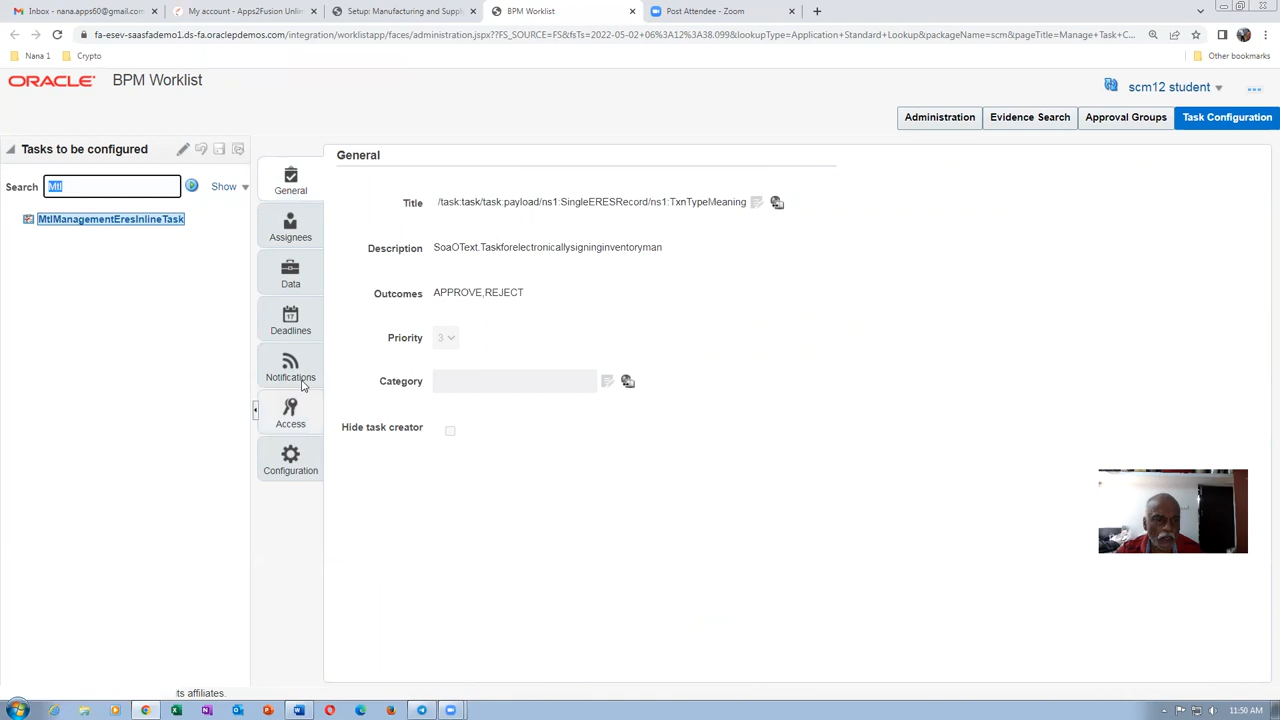 Inbox - nana.apps60@gmail.com
My account - Apps2Fusion Unlim
Setup: Manufacturing and Supply
BPM Worklist
Post Attendee - Zoom
fa-esev-saasfademo1.ds-fa.oraclepdemos.com/integration/worklistapp/faces/administration.jspx??FS_SOURCE=FS&fsTs=2022-05-02+06%3A12%3A38.099&lookupType=Application+Standard+Lookup&packageName=scm&pageTitle=Manage+Task+C...
Nana 1
Crypto
Other bookmarks
ORACLE
BPM Worklist
scm12 student
Administration
Evidence Search
Approval Groups
Task Configuration
Tasks to be configured
Search
Mtl
Show
MtlManagementEresInlineTask
General
Assignees
Data
17
Deadlines
Notifications
Access
Configuration
General
Title /task:task/task:payload/ns1:SingleERESRecord/ns1:TxnTypeMeaning
Description SoaOText.Taskforelectronicallysigninginventoryman
Outcomes APPROVE,REJECT
Priority 3
Category
Hide task creator
ts affiliates.
11:50 AM